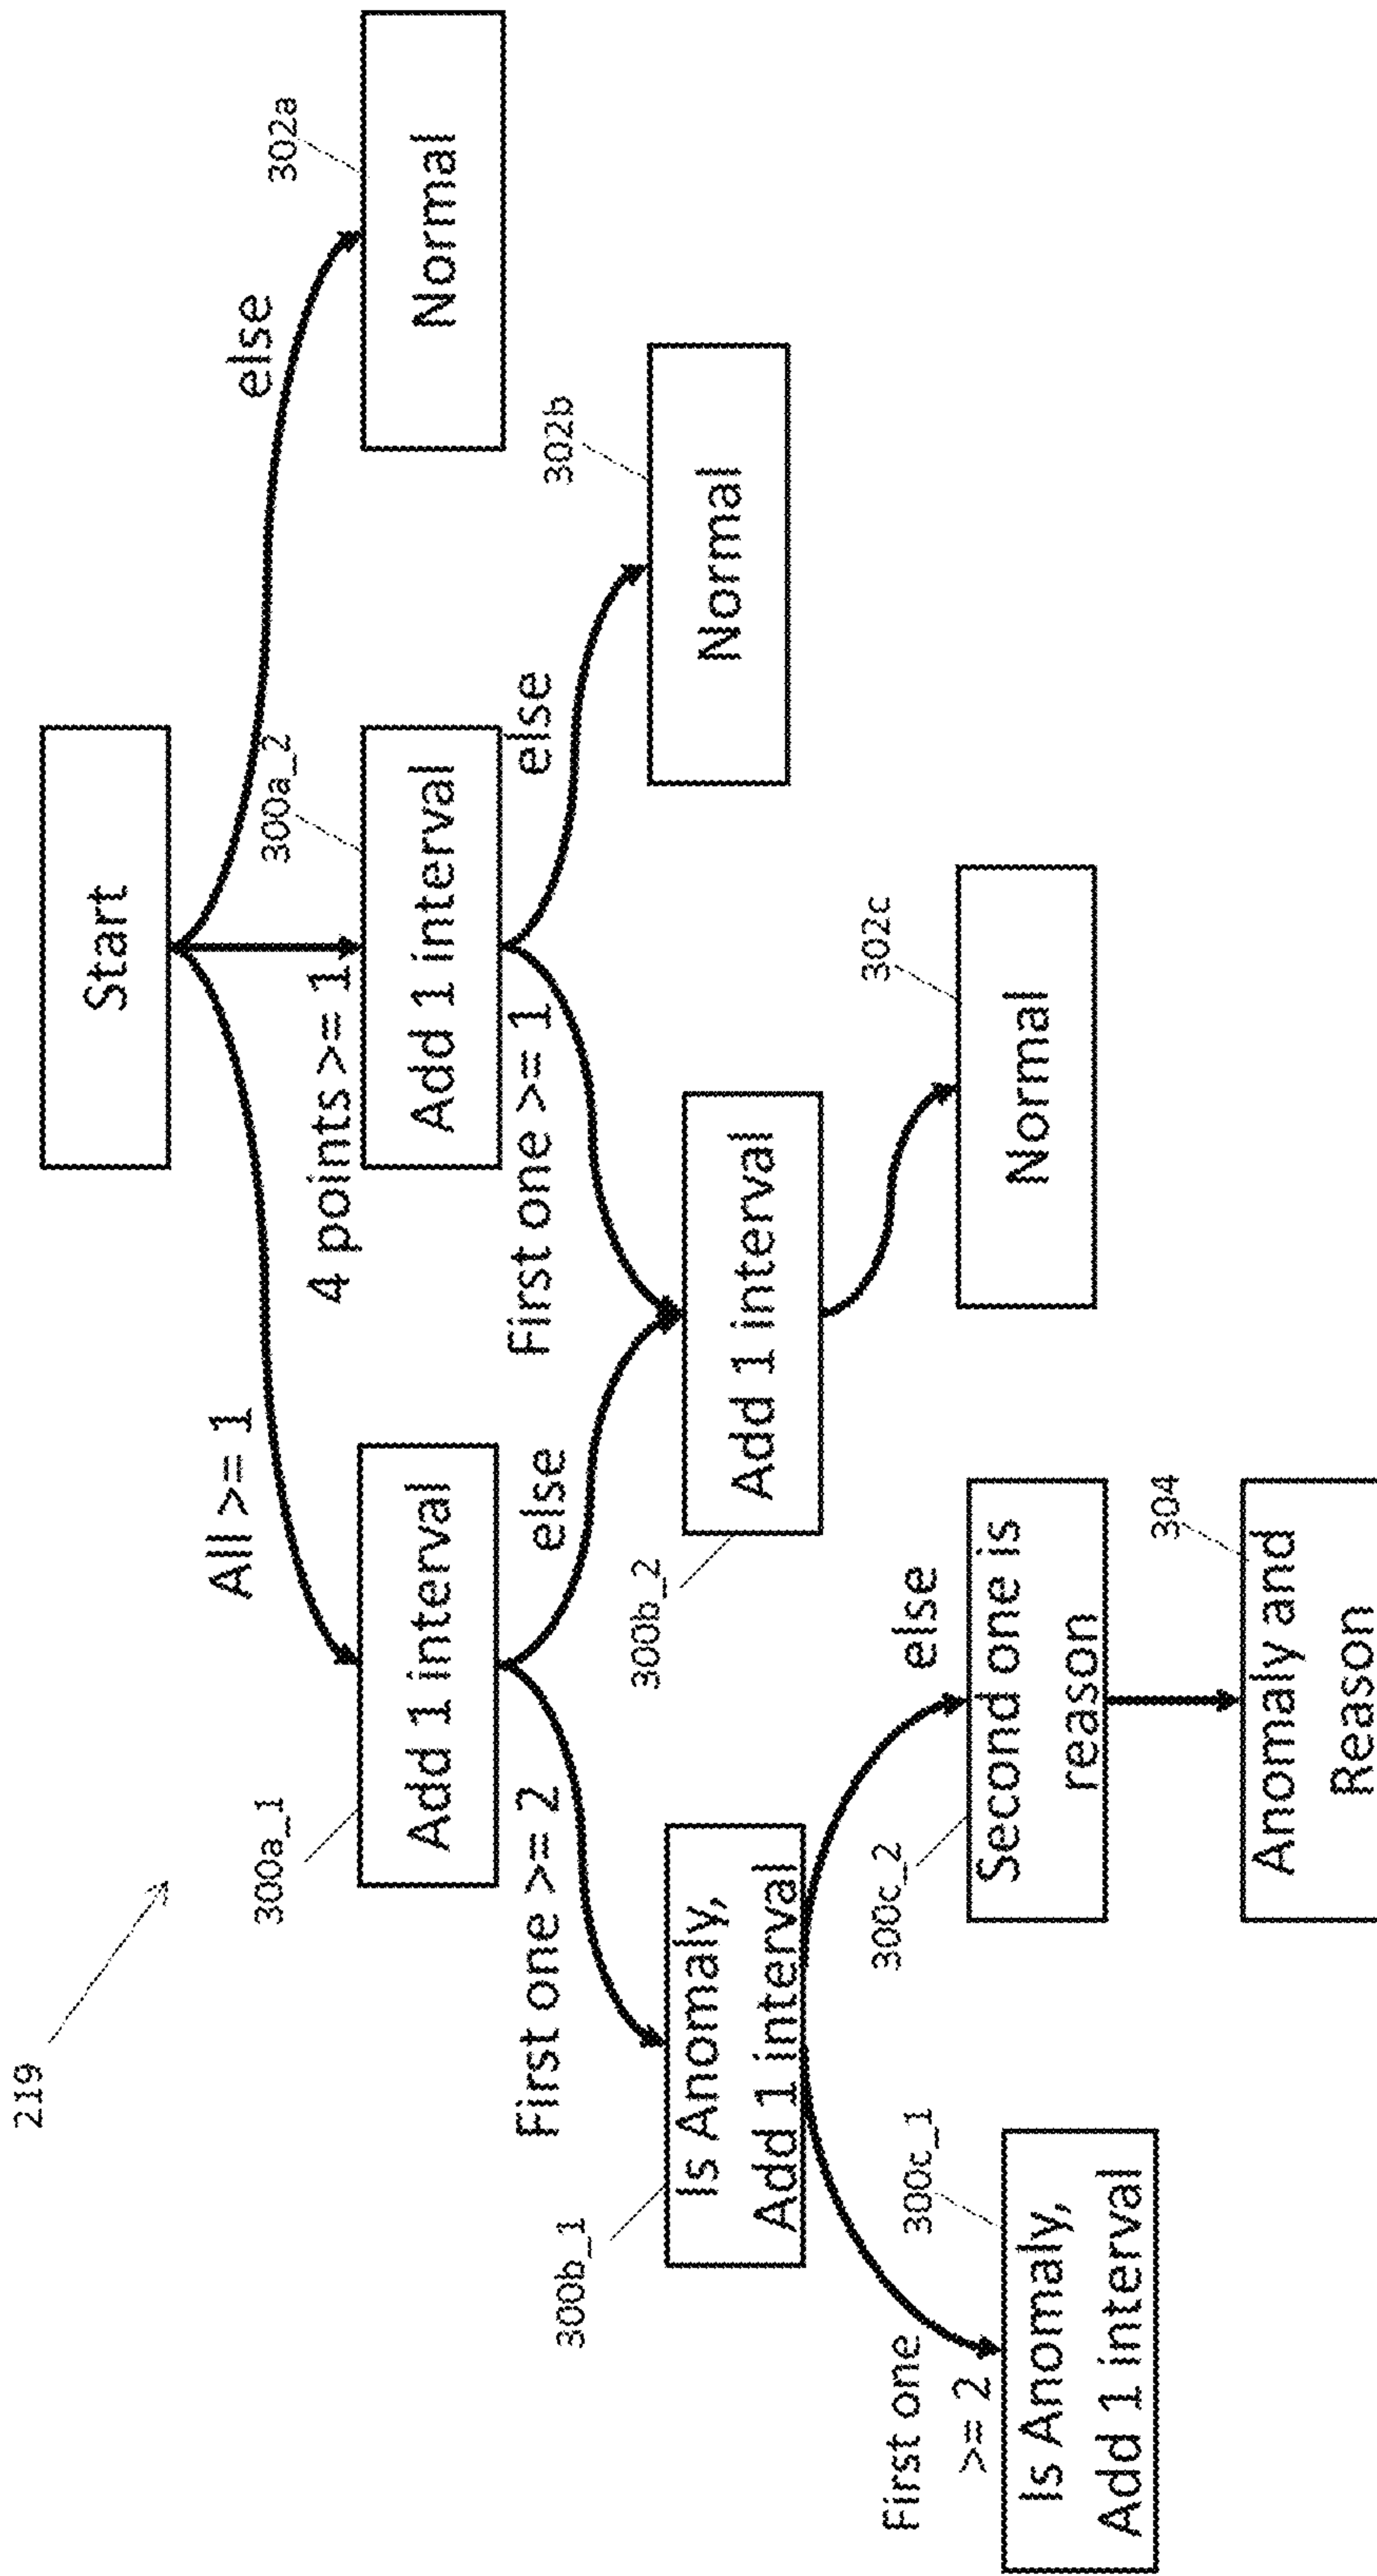 219
Start
All >= 1
4 points >= 1
else
300a_1
Add 1 interval
300a_2
Add 1 interval
302a
Normal
First one >= 2
else
First one >= 1
else
300b_1
Is Anomaly,
Add 1 interval
300b_2
Add 1 interval
302b
Normal
First one
>= 2
else
300c_1
Is Anomaly,
Add 1 interval
300c_2
Second one is
reason
302c
Normal
304
Anomaly and
Reason